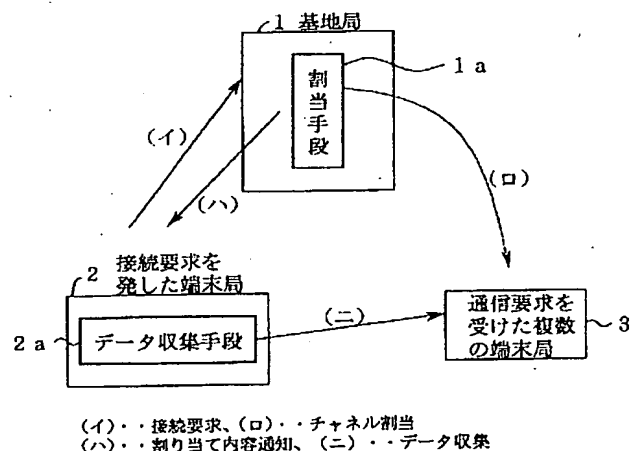 1 基地局
1a
割当手段
(イ)
(ロ)
(ハ)
2
接続要求を
発した端末局
2a
データ収集手段
(ニ)
通信要求を
受けた複数
の端末局
3
(イ)・・接続要求、(ロ)・・チャネル割当
(ハ)・・割り当て内容通知、(ニ)・・データ収集